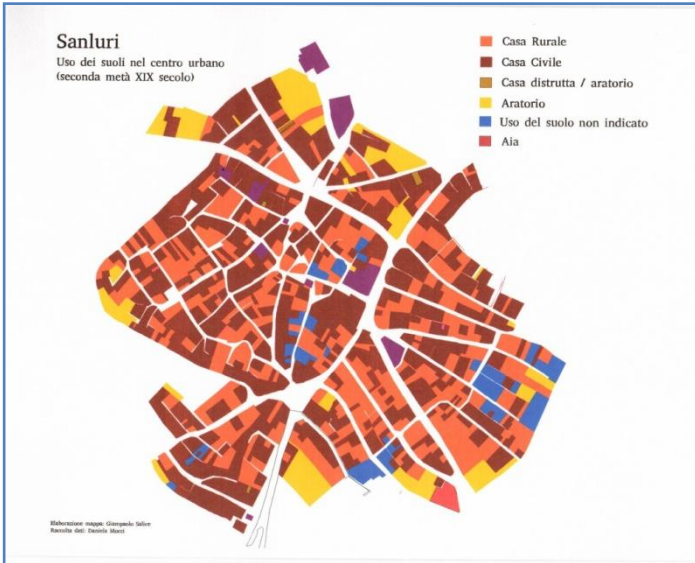 Sanluri
Uso dei suoli nel centro urbano
(seconda metà XIX secolo)
Casa Rurale
Casa Civile
Casa distrutta / aratorio
Aratorio
Uso del suolo non indicato
Aia
Elaborazione mappa: Giampaolo Salice
Raccolta dati: Daniela Murri